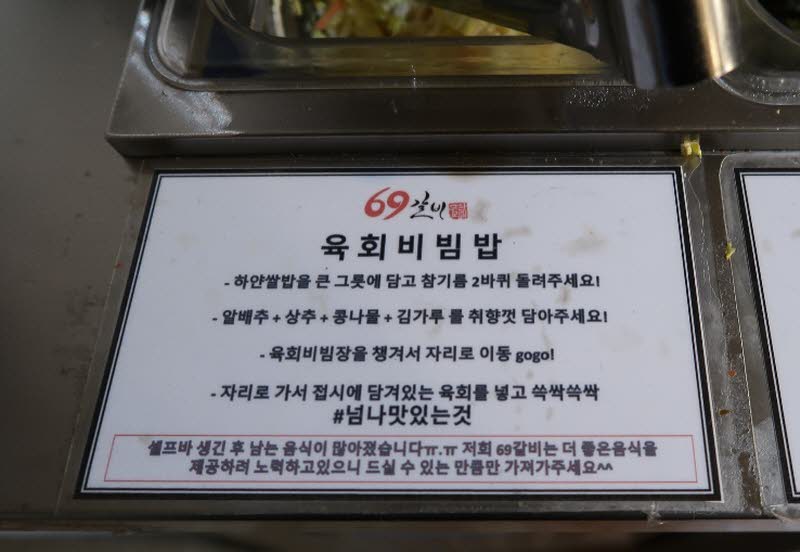 69갈비
육회비빔밥
- 하얀쌀밥을 큰 그릇에 담고 참기름 2바퀴 돌려주세요!
- 알배추 + 상추 + 콩나물 + 김가루 를 취향껏 담아주세요!
- 육회비빔장을 챙겨서 자리로 이동 gogo!
- 자리로 가서 접시에 담겨있는 육회를 넣고 쓱싹쓱싹
#넘나맛있는것
셀프바 생긴 후 남는 음식이 많아졌습니다ㅠ.ㅠ 저희 69갈비는 더 좋은음식을
제공하려 노력하고있으니 드실 수 있는 만큼만 가져가주세요^^